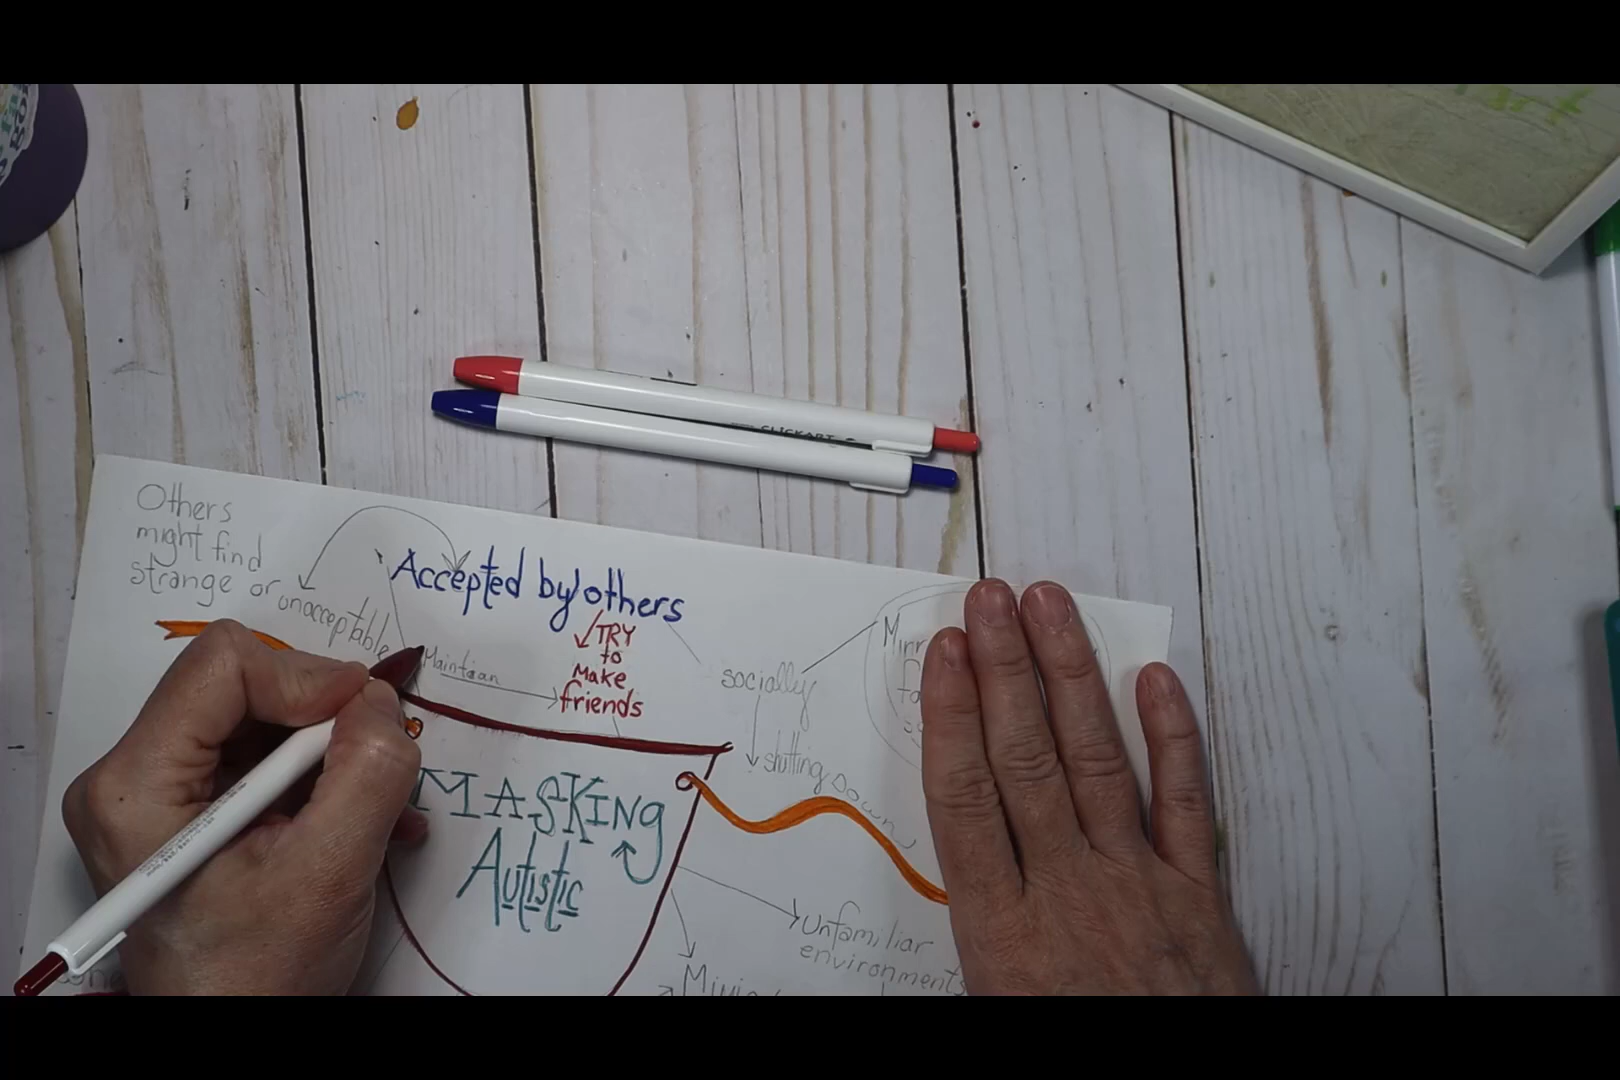 Others
might find
strange or
unacceptable
Accepted by others
TRY
to
Make
friends
Maintain
socially
shutting down
MASKING
Autistic
Unfamiliar
environments
CLICKART